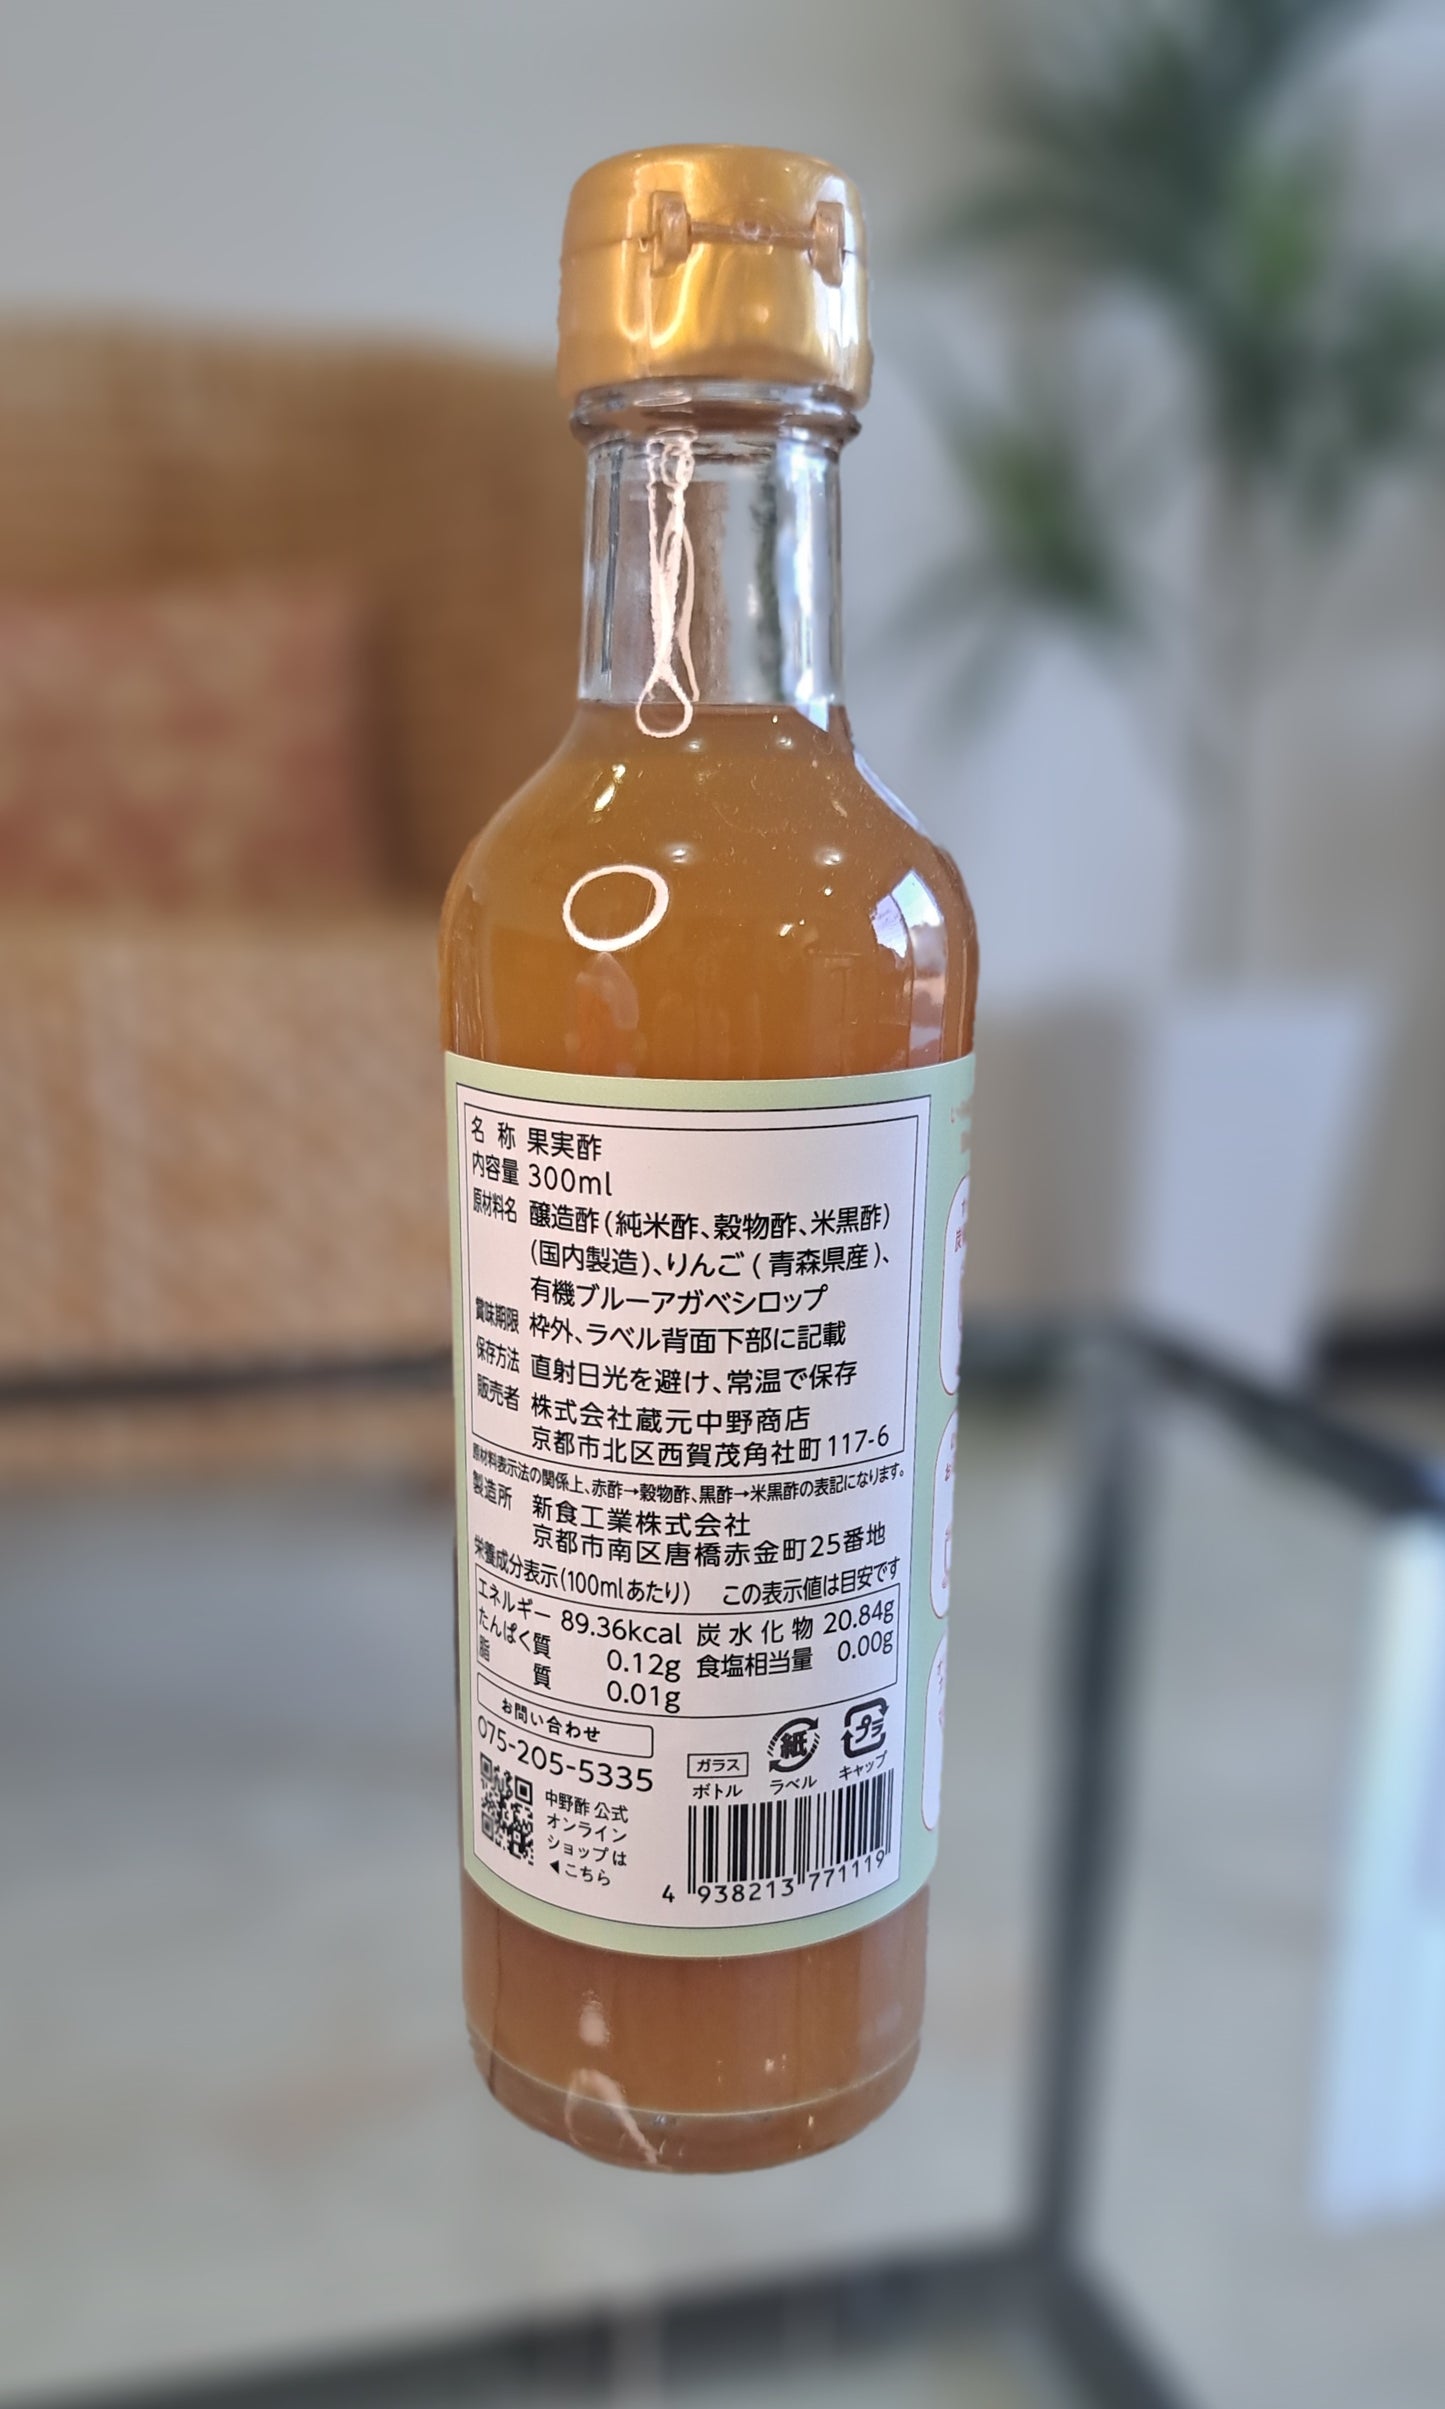 名称 果実酢
内容量 300ml
原材料名 醸造酢(純米酢、穀物酢、米黒酢)
(国内製造)、りんご(青森県産)、
有機ブルーアガベシロップ
賞味期限 枠外、ラベル背面下部に記載
保存方法 直射日光を避け、常温で保存
販売者 株式会社蔵元中野商店
京都市北区西賀茂角社町117-6
原材料表示法の関係上、赤酢→穀物酢、黒酢→米黒酢の表記になります。
製造所 新食工業株式会社
京都市南区唐橋赤金町25番地
栄養成分表示(100mlあたり) この表示値は目安です
エネルギー 89.36kcal 炭水化物 20.84g
たんぱく質 0.12g 食塩相当量 0.00g
脂質 0.01g
お問い合わせ
075-205-5335
中野酢 公式
オンライン
ショップは
◀こちら
ガラス
ボトル
紙
ラベル
プラ
キャップ
4 938213 771119